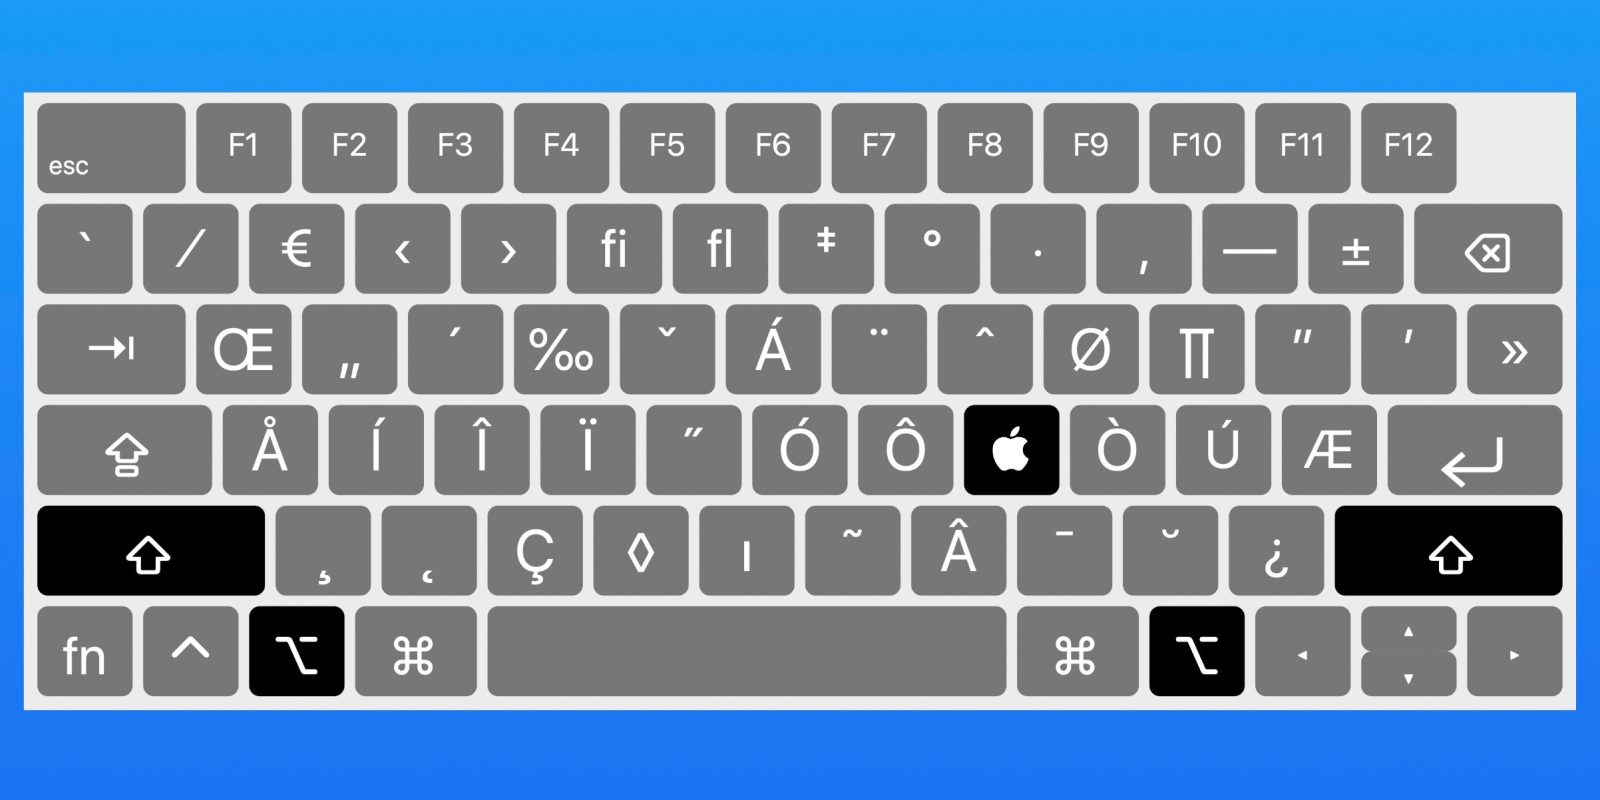 esc F1 F2 F3 F4 F5 F6 F7 F8 F9 F10 F11 F12
` ⁄ € ‹ › ﬁ ﬂ ‡ ° · ‚ — ± ⌫
⇥ Œ „ ´ ‰ ˇ Á ¨ ˆ Ø ∏ ” ’ »
⇪ Å Í Î Ï ˝ Ó Ô  Ò Ú Æ ↩
⇧ ¸ ˛ Ç ◊ ı ˜ Â ¯ ˘ ¿ ⇧
fn ^ ⌥ ⌘ ⌘ ⌥ ◂ ▴ ▾ ▸